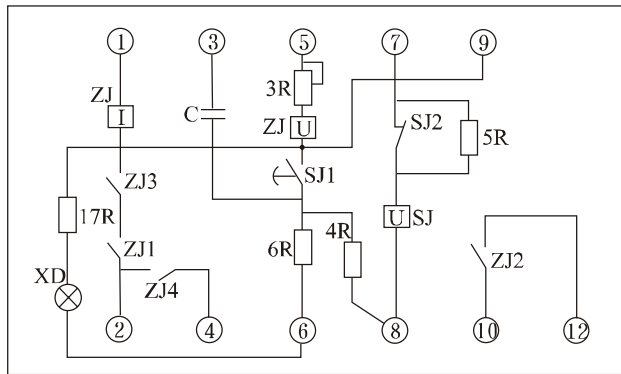 ① ③ ⑤ ⑦ ⑨
3R
ZJ I
C
ZJ U
SJ2
5R
SJ1
ZJ3
17R
U SJ
4R
6R
ZJ1
ZJ2
XD
ZJ4
② ④ ⑥ ⑧ ⑩ ⑫